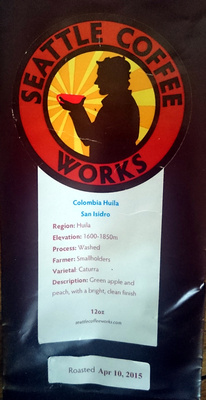 SEATTLE COFFEE
WORKS
Colombia Huila
San Isidro
Region: Huila
Elevation: 1600-1850m
Process: Washed
Farmer: Smallholders
Varietal: Caturra
Description: Green apple and
peach, with a bright, clean finish
12oz
seattlecoffeeworks.com
Roasted Apr 10, 2015